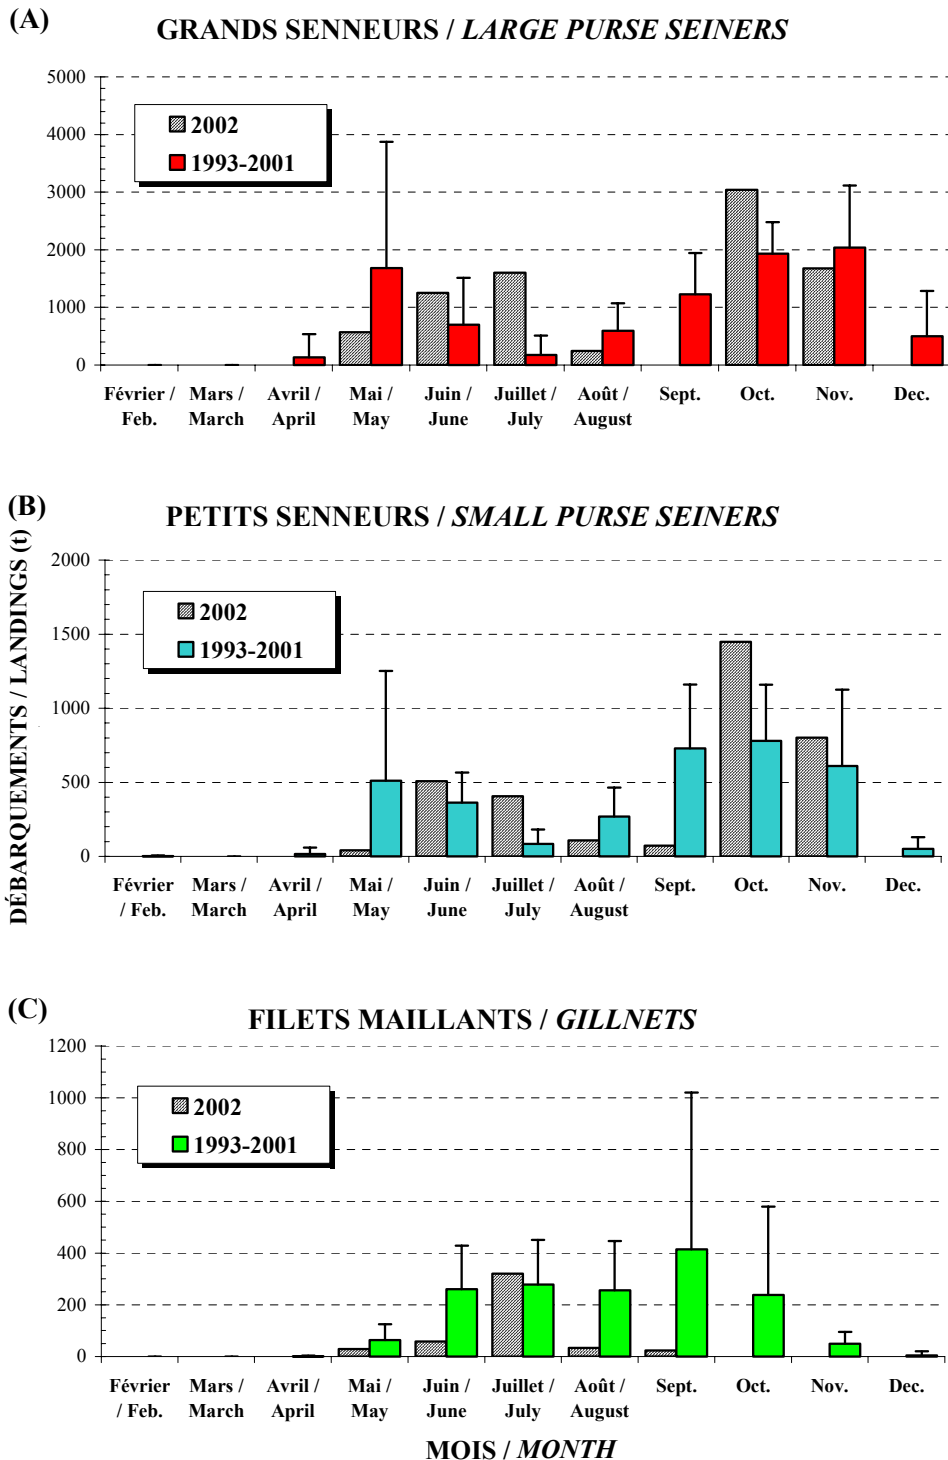 (A)
GRANDS SENNEURS / LARGE PURSE SEINERS
5000
4000
3000
2000
1000
0
2002
1993-2001
Février / Mars / Avril / Mai / Juin / Juillet / Août / Sept. Oct. Nov. Dec.
Feb. March April May June July August
(B)
PETITS SENNEURS / SMALL PURSE SEINERS
DÉBARQUEMENTS / LANDINGS (t)
2000
1500
1000
500
0
2002
1993-2001
Février Mars / Avril / Mai / Juin / Juillet / Août / Sept. Oct. Nov. Dec.
/ Feb. March April May June July August
(C)
FILETS MAILLANTS / GILLNETS
1200
1000
800
600
400
200
0
2002
1993-2001
Février Mars / Avril / Mai / Juin / Juillet / Août / Sept. Oct. Nov. Dec.
/ Feb. March April May June July August
MOIS / MONTH